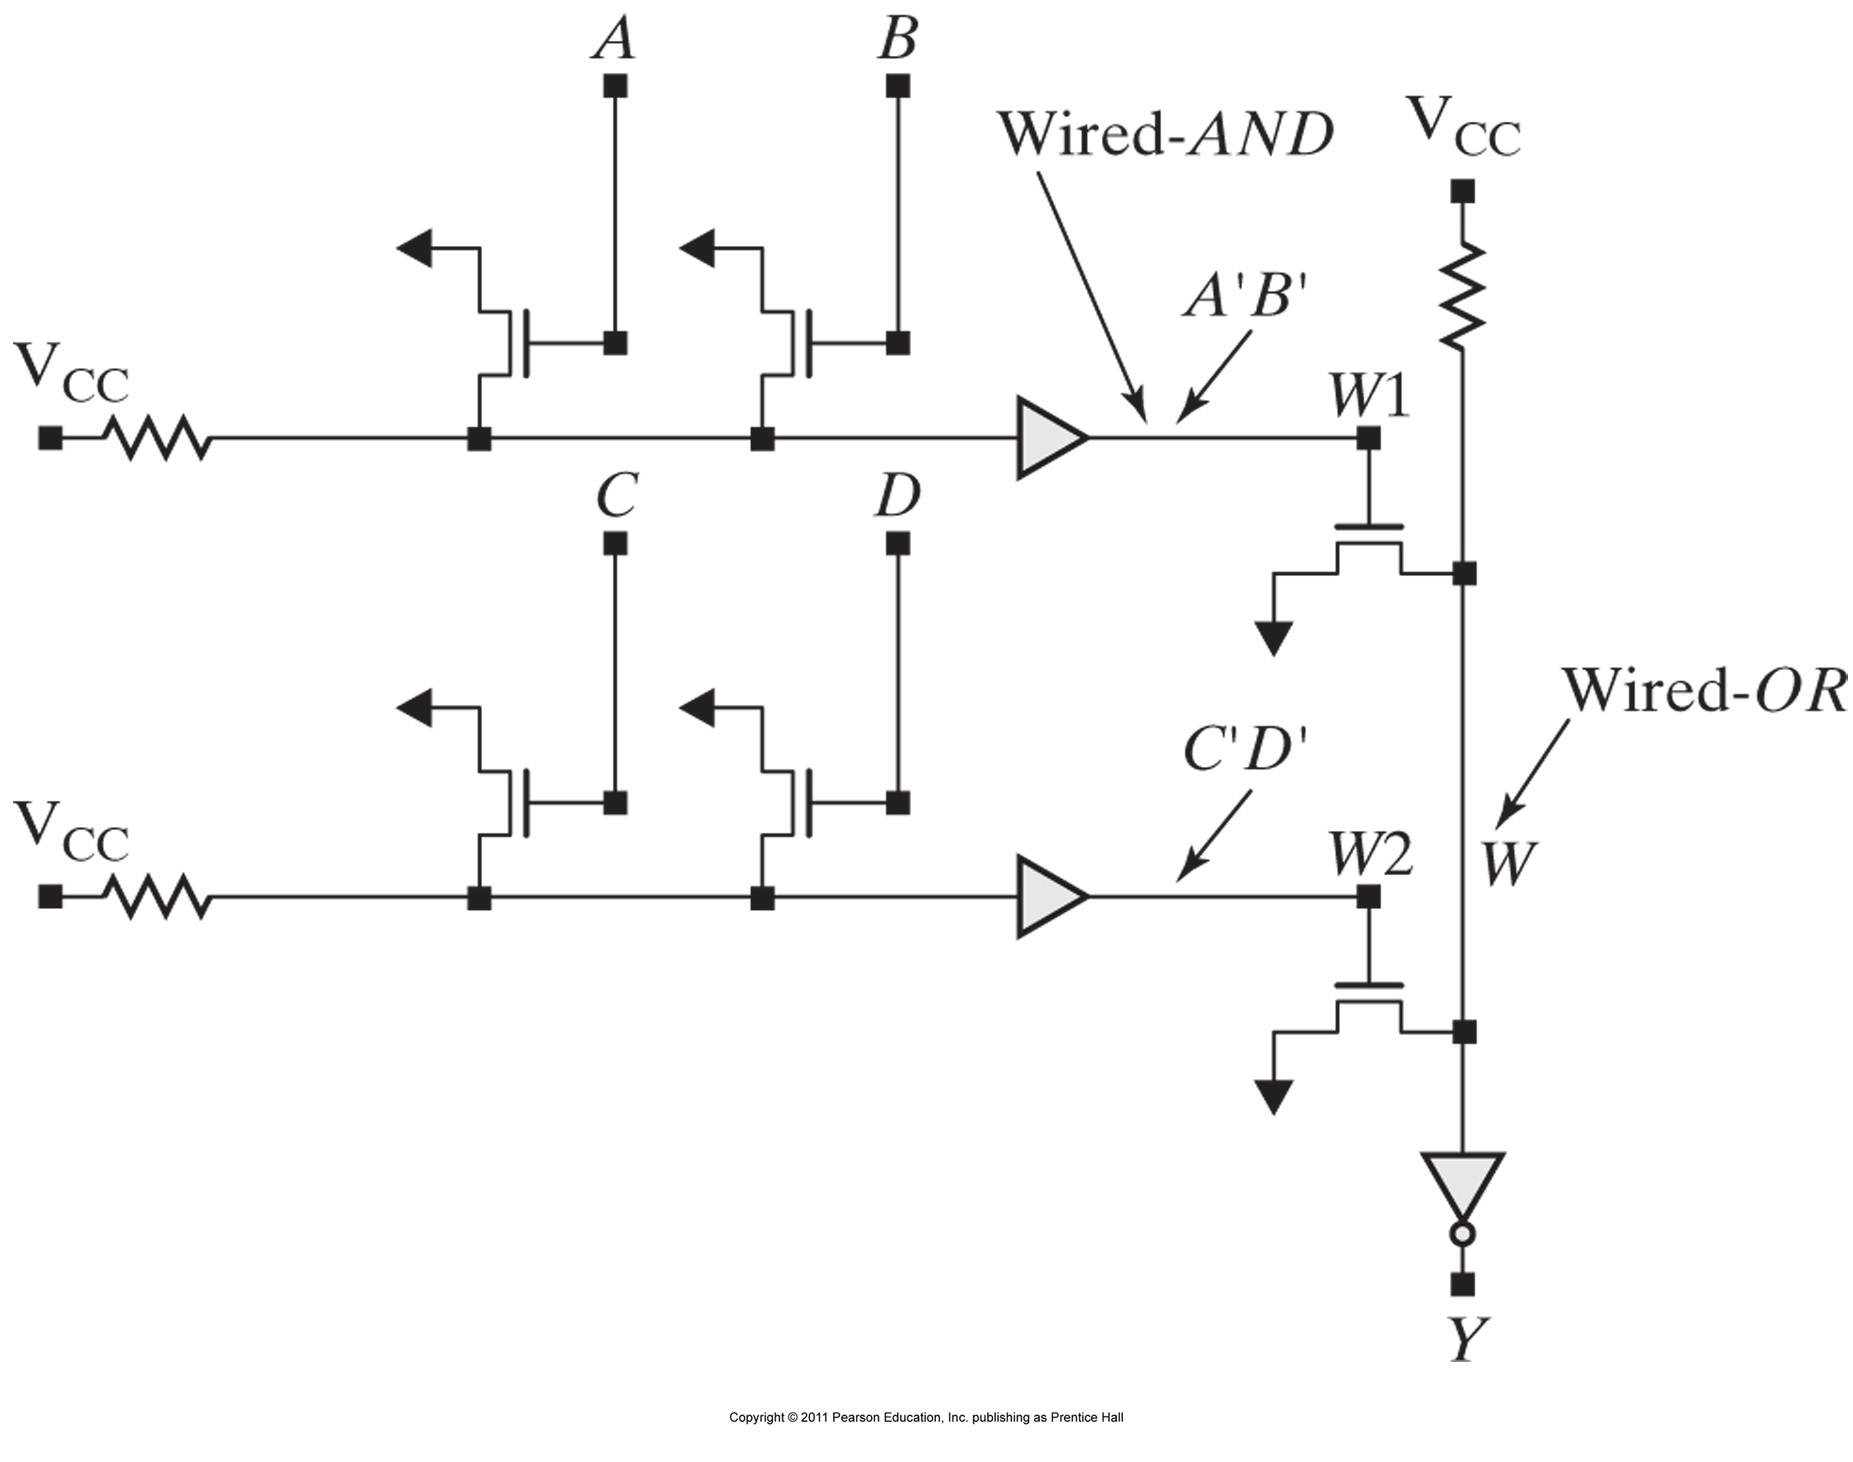 A
B
Wired-AND
VCC
A'B'
VCC
W1
C
D
Wired-OR
C'D'
VCC
W2
W
Y
Copyright © 2011 Pearson Education, Inc. publishing as Prentice Hall